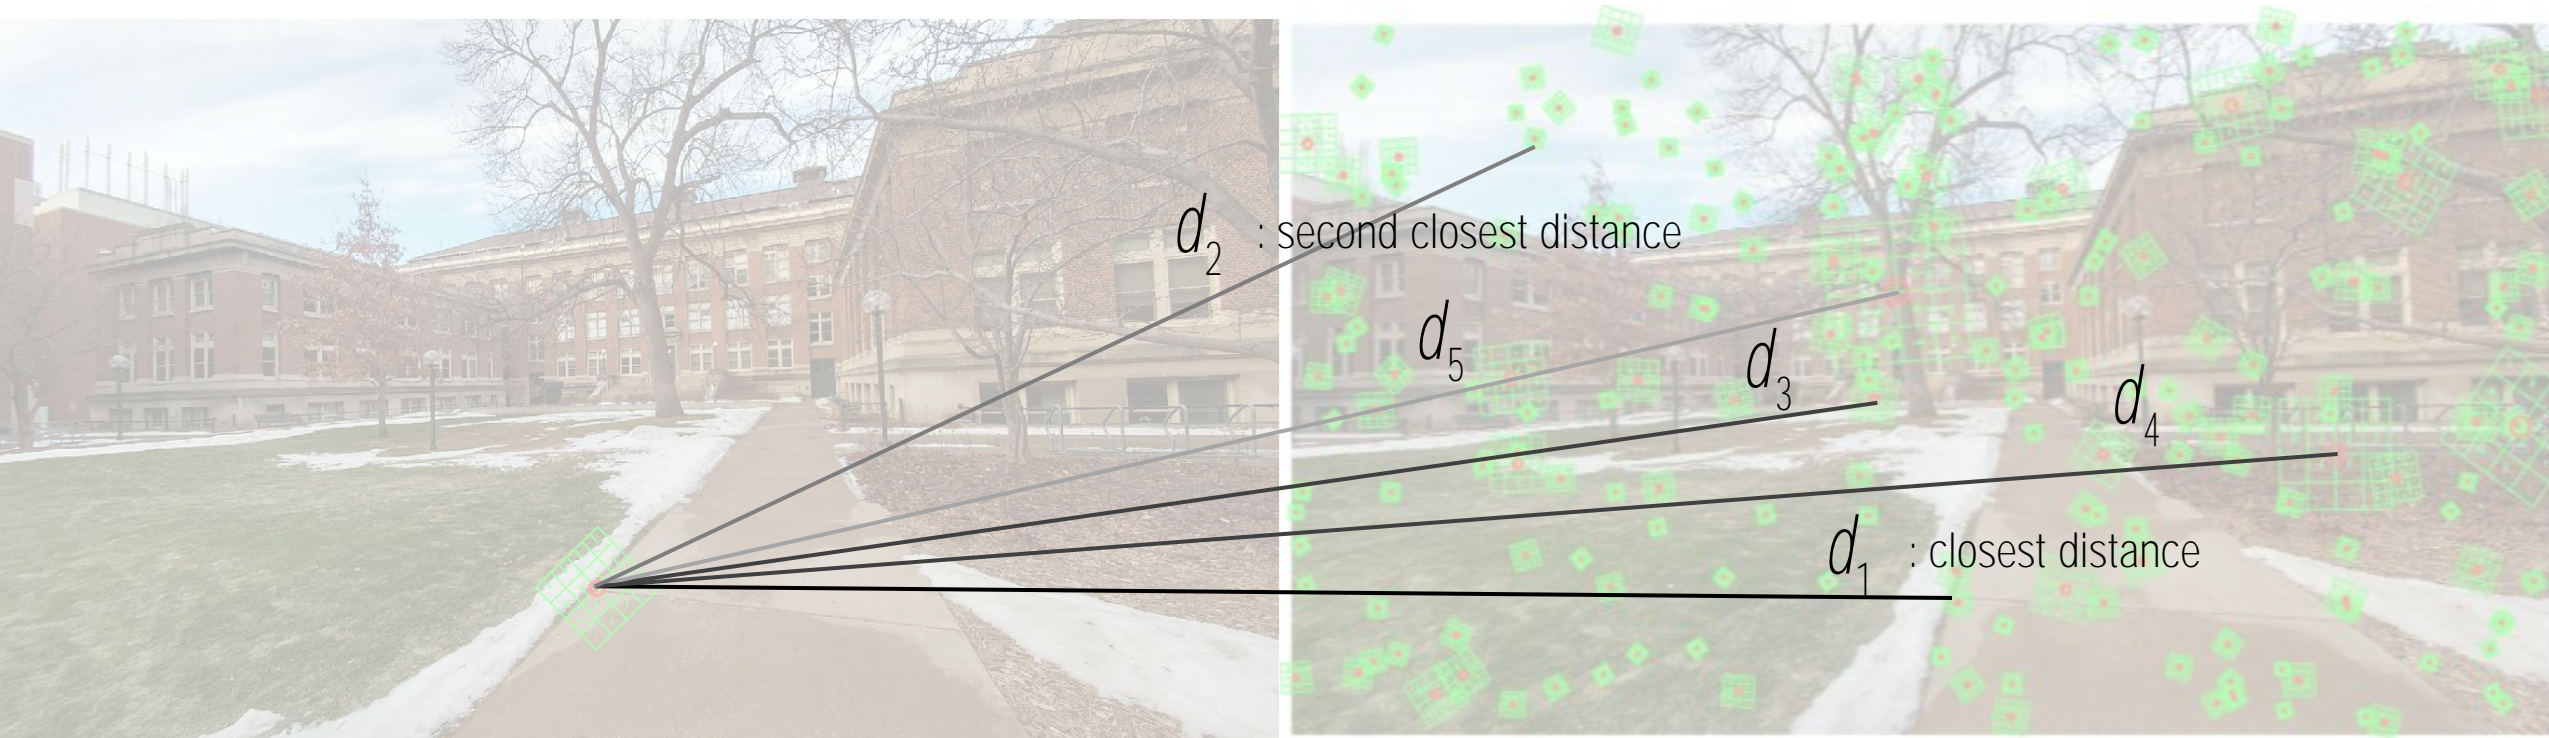 d2 : second closest distance
d5
d3
d4
d1 : closest distance